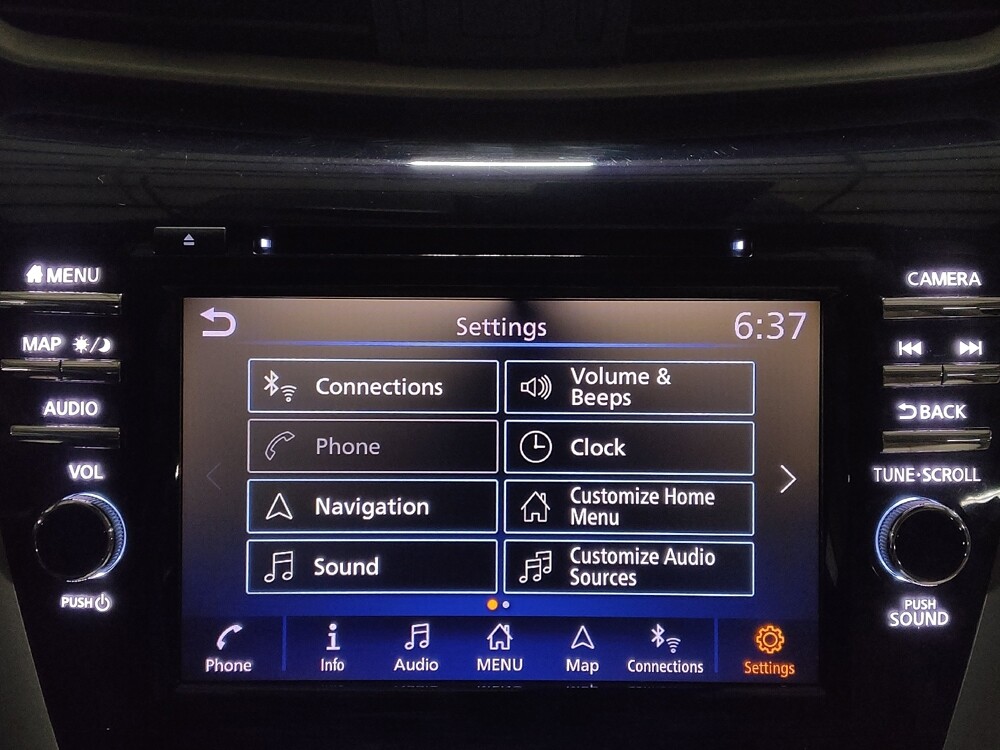 MENU
MAP
AUDIO
VOL
PUSH
Settings
6:37
Connections
Volume &
Beeps
Phone
Clock
Navigation
Customize Home
Menu
Sound
Customize Audio
Sources
Phone
Info
Audio
MENU
Map
Connections
Settings
CAMERA
BACK
TUNE·SCROLL
PUSH
SOUND